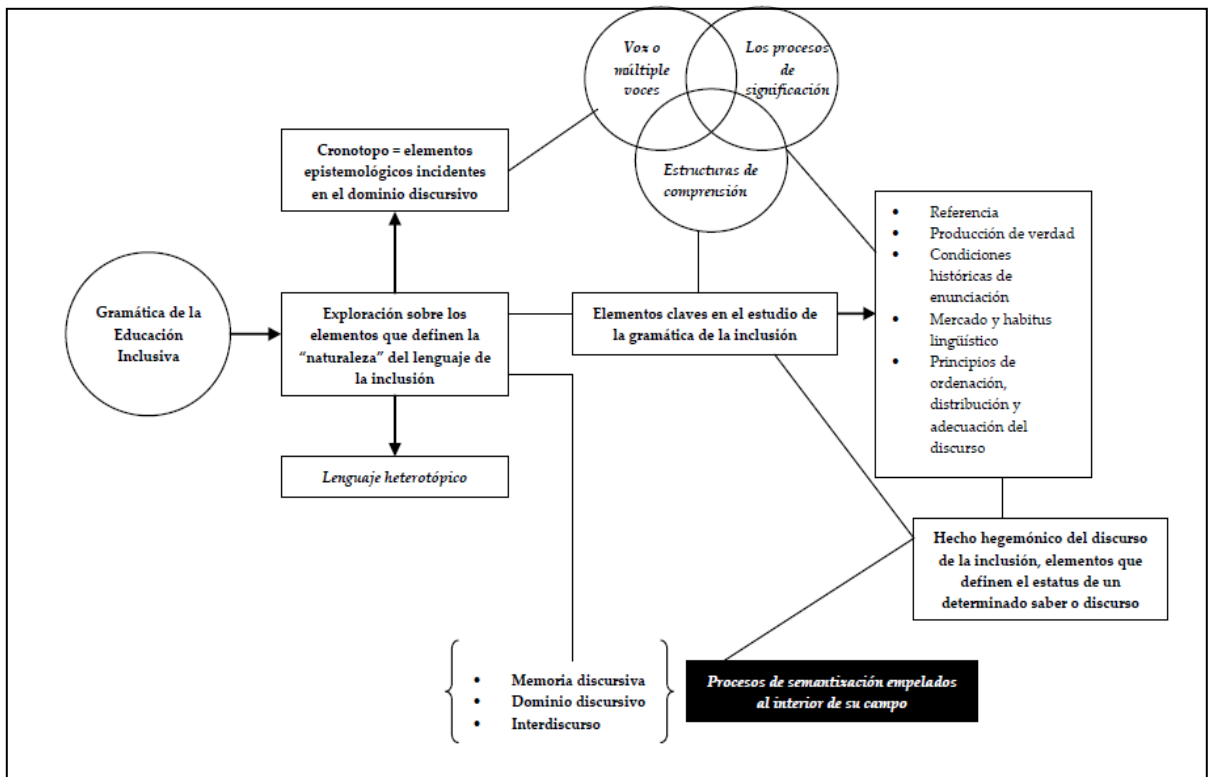 Vox o
múltiple
voces
Los procesos
de
significación
Estructuras de
comprensión
Cronotopo = elementos
epistemológicos incidentes
en el dominio discursivo
Gramática de la
Educación
Inclusiva
Exploración sobre los
elementos que definen la
“naturaleza” del lenguaje de
la inclusión
Elementos claves en el estudio de
la gramática de la inclusión
• Referencia
• Producción de verdad
• Condiciones
históricas de
enunciación
• Mercado y habitus
lingüístico
• Principios de
ordenación,
distribución y
adecuación del
discurso
Lenguaje heterotópico
Hecho hegemónico del discurso
de la inclusión, elementos que
definen el estatus de un
determinado saber o discurso
• Memoria discursiva
• Dominio discursivo
• Interdiscurso
Procesos de semantización empelados
al interior de su campo